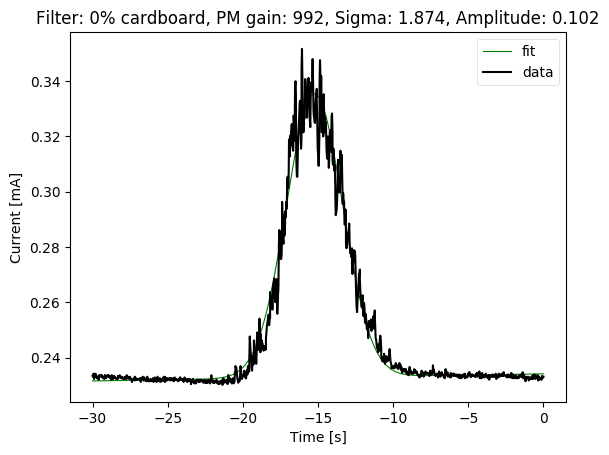 Filter: 0% cardboard, PM gain: 992, Sigma: 1.874, Amplitude: 0.102
fit
data
0.34
0.32
0.30
0.28
0.26
0.24
Current [mA]
−30
−25
−20
−15
−10
−5
0
Time [s]